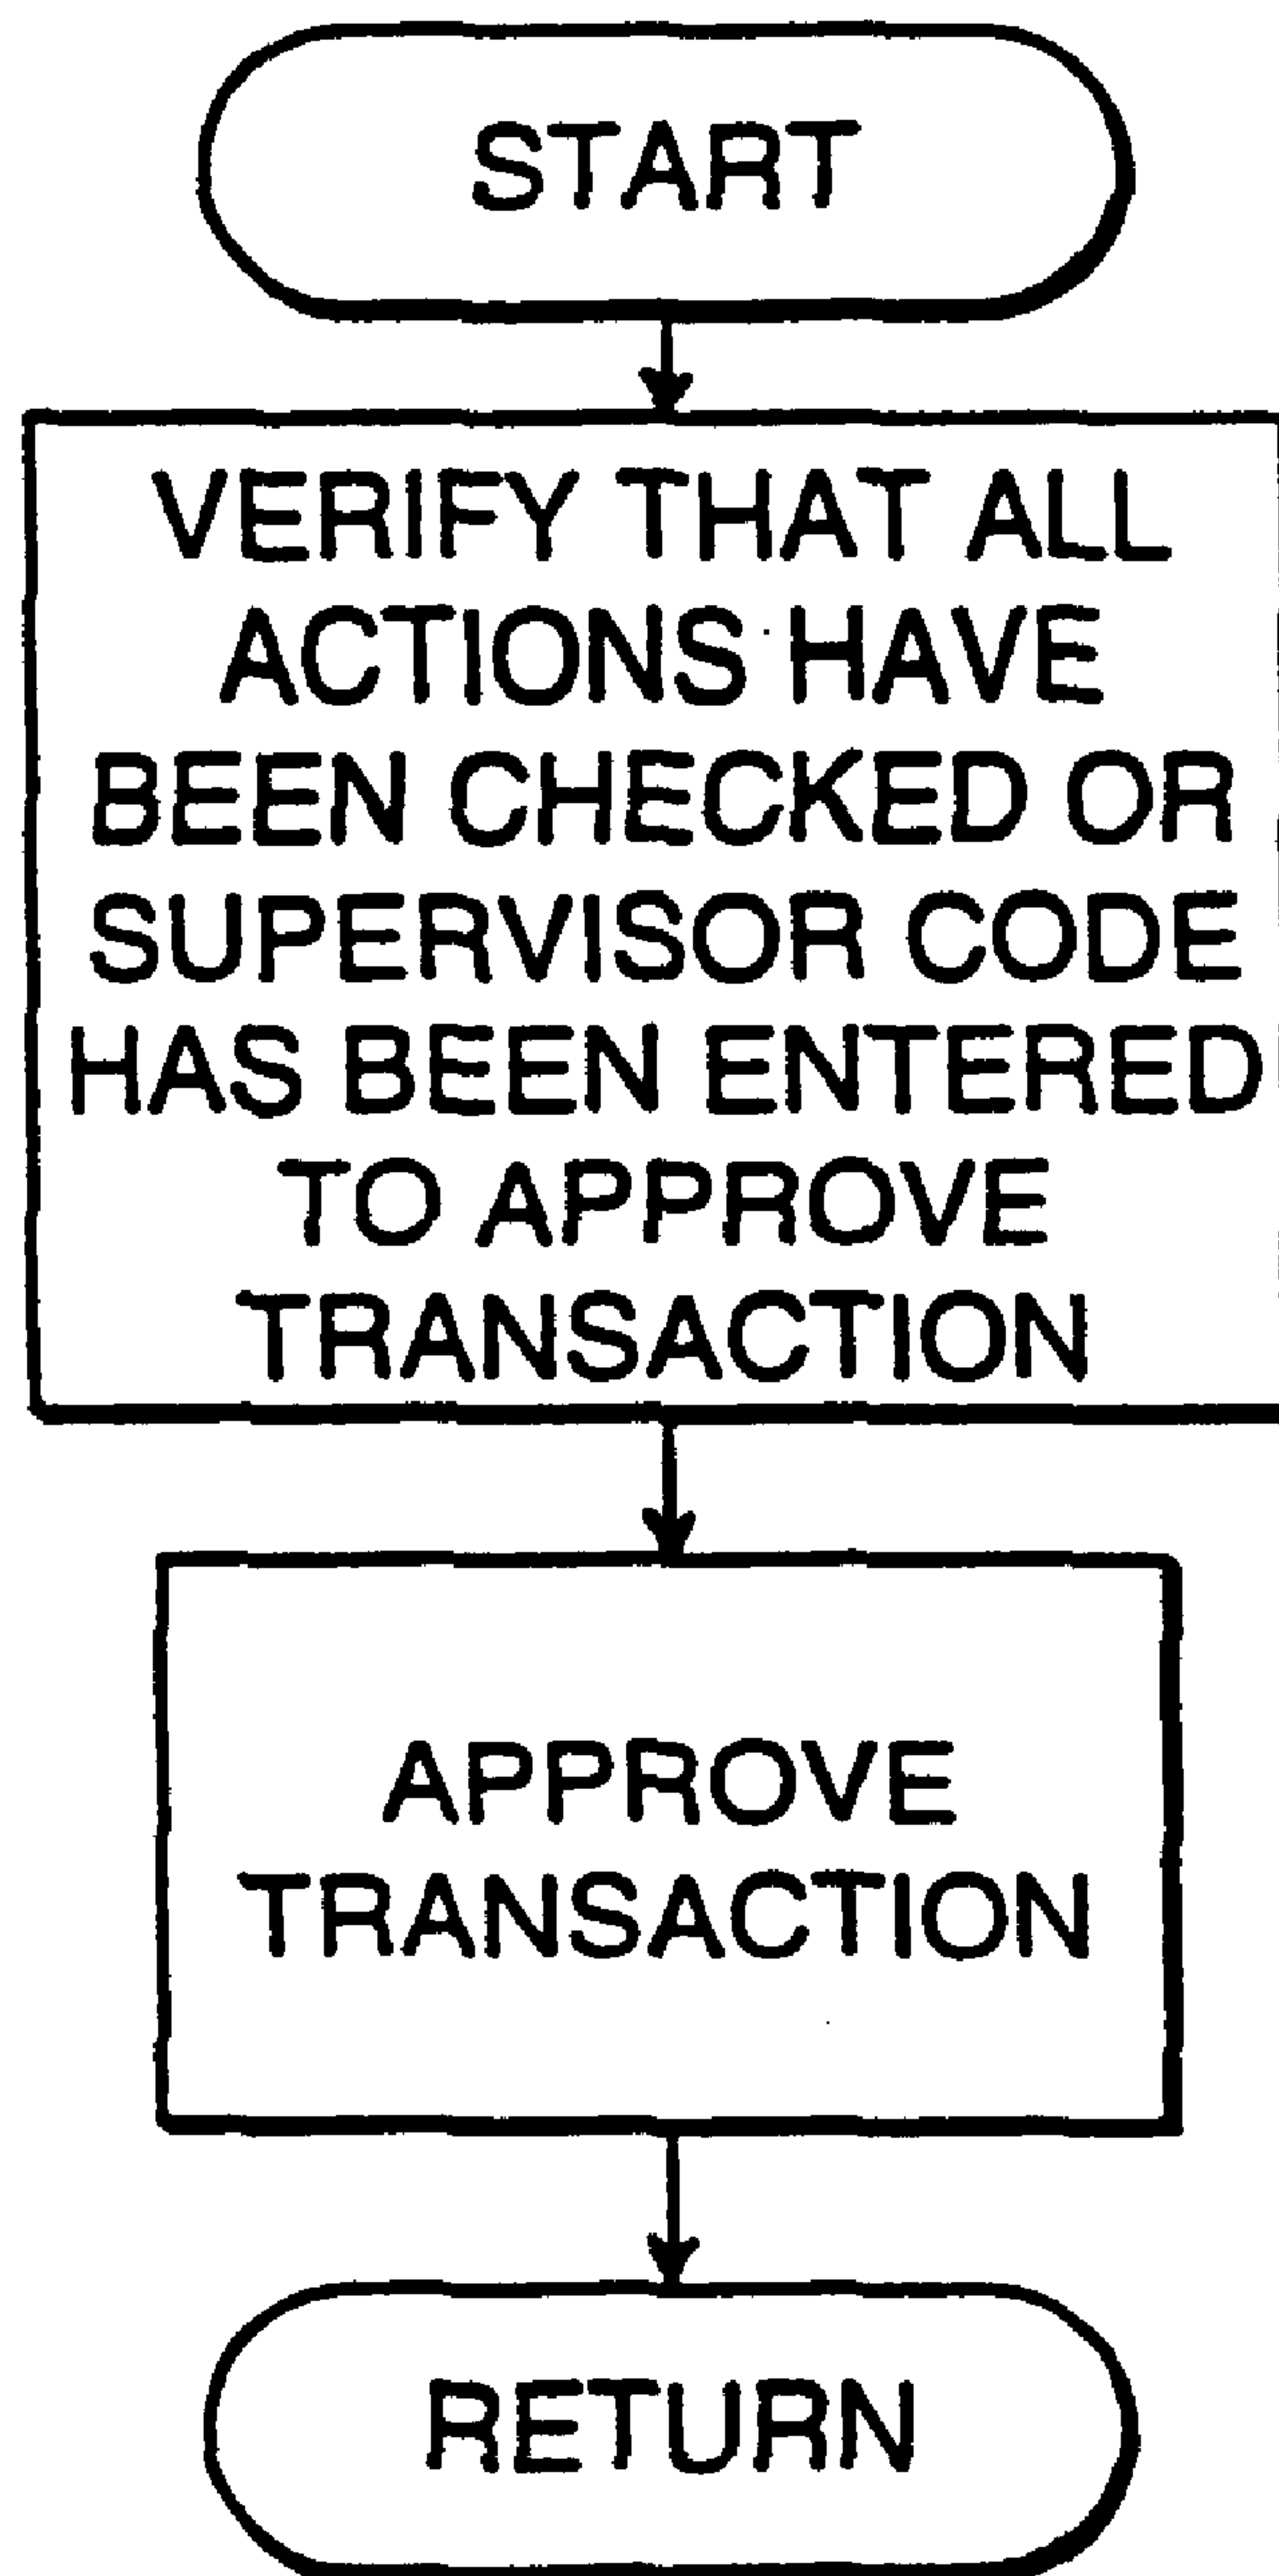 START
VERIFY THAT ALL
ACTIONS HAVE
BEEN CHECKED OR
SUPERVISOR CODE
HAS BEEN ENTERED
TO APPROVE
TRANSACTION
APPROVE
TRANSACTION
RETURN